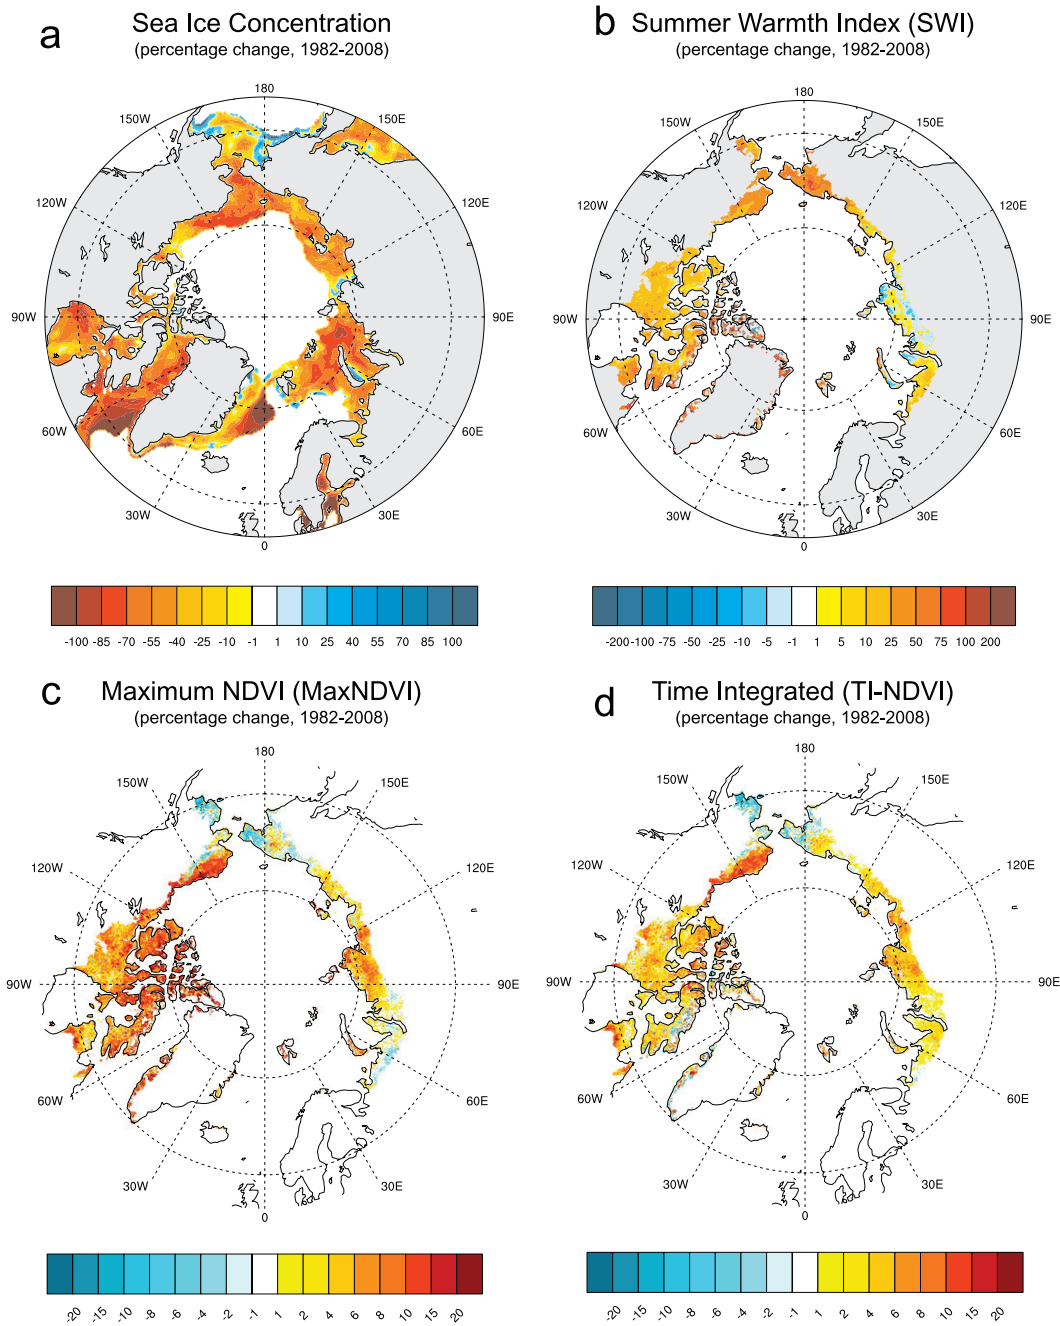 a
Sea Ice Concentration
(percentage change, 1982-2008)
180
150W
150E
120W
120E
90W
90E
60W
60E
30W
30E
0
-100 -85 -70 -55 -40 -25 -10 -1 1 10 25 40 55 70 85 100
b
Summer Warmth Index (SWI)
(percentage change, 1982-2008)
180
150W
150E
120W
120E
90W
90E
60W
60E
30W
30E
0
-200 -100 -75 -50 -25 -10 -5 -1 1 5 10 25 50 75 100 200
c
Maximum NDVI (MaxNDVI)
(percentage change, 1982-2008)
180
150W
150E
120W
120E
90W
90E
60W
60E
30W
30E
0
-20 -15 -10 -8 -6 -4 -2 -1 1 2 4 6 8 10 15 20
d
Time Integrated (TI-NDVI)
(percentage change, 1982-2008)
180
150W
150E
120W
120E
90W
90E
60W
60E
30W
30E
0
-20 -15 -10 -8 -6 -4 -2 -1 1 2 4 6 8 10 15 20